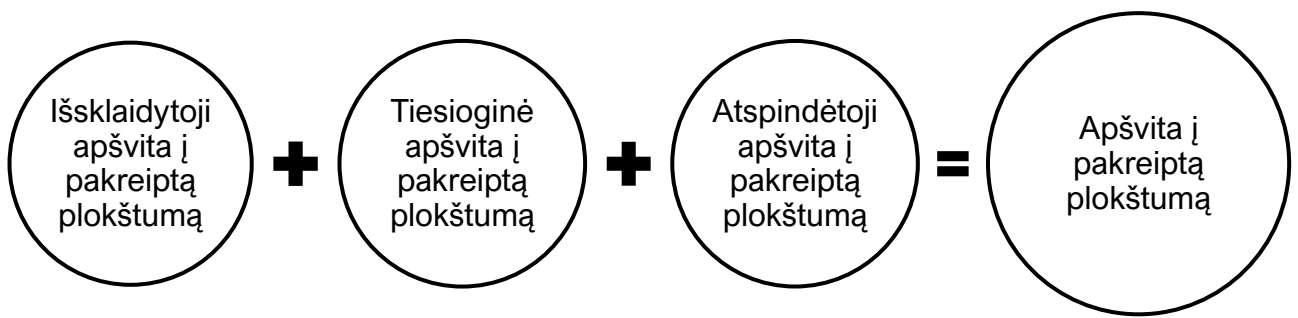 Išsklaidytoji
apšvita į
pakreiptą
plokštumą
+
Tiesioginė
apšvita į
pakreiptą
plokštumą
+
Atspindėtoji
apšvita į
pakreiptą
plokštumą
=
Apšvita į
pakreiptą
plokštumą